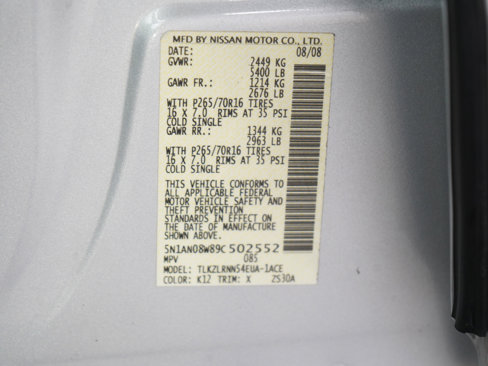 MFD BY NISSAN MOTOR CO., LTD.
DATE: 08/08
GVWR: 2449 KG
5400 LB
GAWR FR.: 1214 KG
2676 LB
WITH P265/70R16 TIRES
16 X 7.0 RIMS AT 35 PSI
COLD SINGLE
GAWR RR.: 1344 KG
2963 LB
WITH P265/70R16 TIRES
16 X 7.0 RIMS AT 35 PSI
COLD SINGLE
THIS VEHICLE CONFORMS TO
ALL APPLICABLE FEDERAL
MOTOR VEHICLE SAFETY AND
THEFT PREVENTION
STANDARDS IN EFFECT ON
THE DATE OF MANUFACTURE
SHOWN ABOVE.
5N1AN08W89C502552
MPV 085
MODEL: TLKZLRNN54EUA-1ACE
COLOR: K12 TRIM: X ZS30A